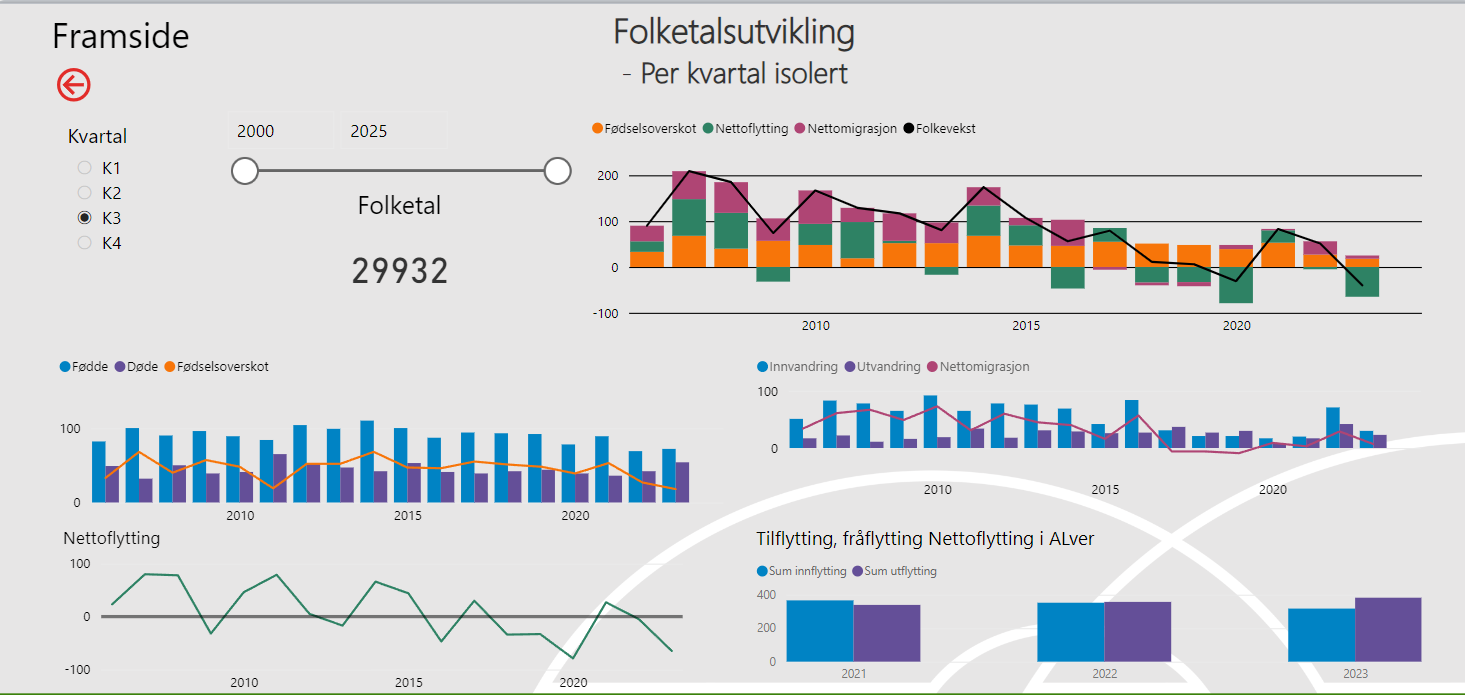 Framside
Folketalsutvikling
- Per kvartal isolert
Kvartal
K1
K2
K3
K4
2000 2025
Folketal
29932
Fødselsoverskot Nettoflytting Nettomigrasjon Folkevekst
200
100
0
-100
2010 2015 2020
Fødde Døde Fødselsoverskot
100
0
2010 2015 2020
Innvandring Utvandring Nettomigrasjon
100
0
2010 2015 2020
Nettoflytting
100
0
-100
2010 2015 2020
Tilflytting, fråflytting Nettoflytting i ALver
Sum innflytting Sum utflytting
400
200
0
2021 2022 2023